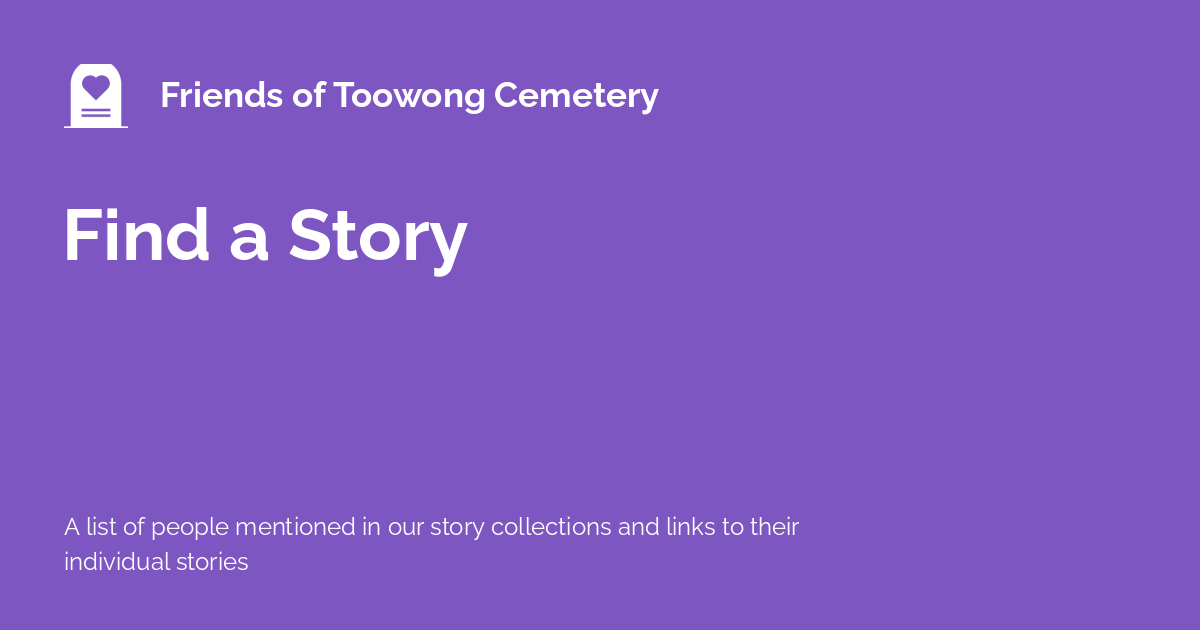 Friends of Toowong Cemetery
Find a Story
A list of people mentioned in our story collections and links to their
individual stories